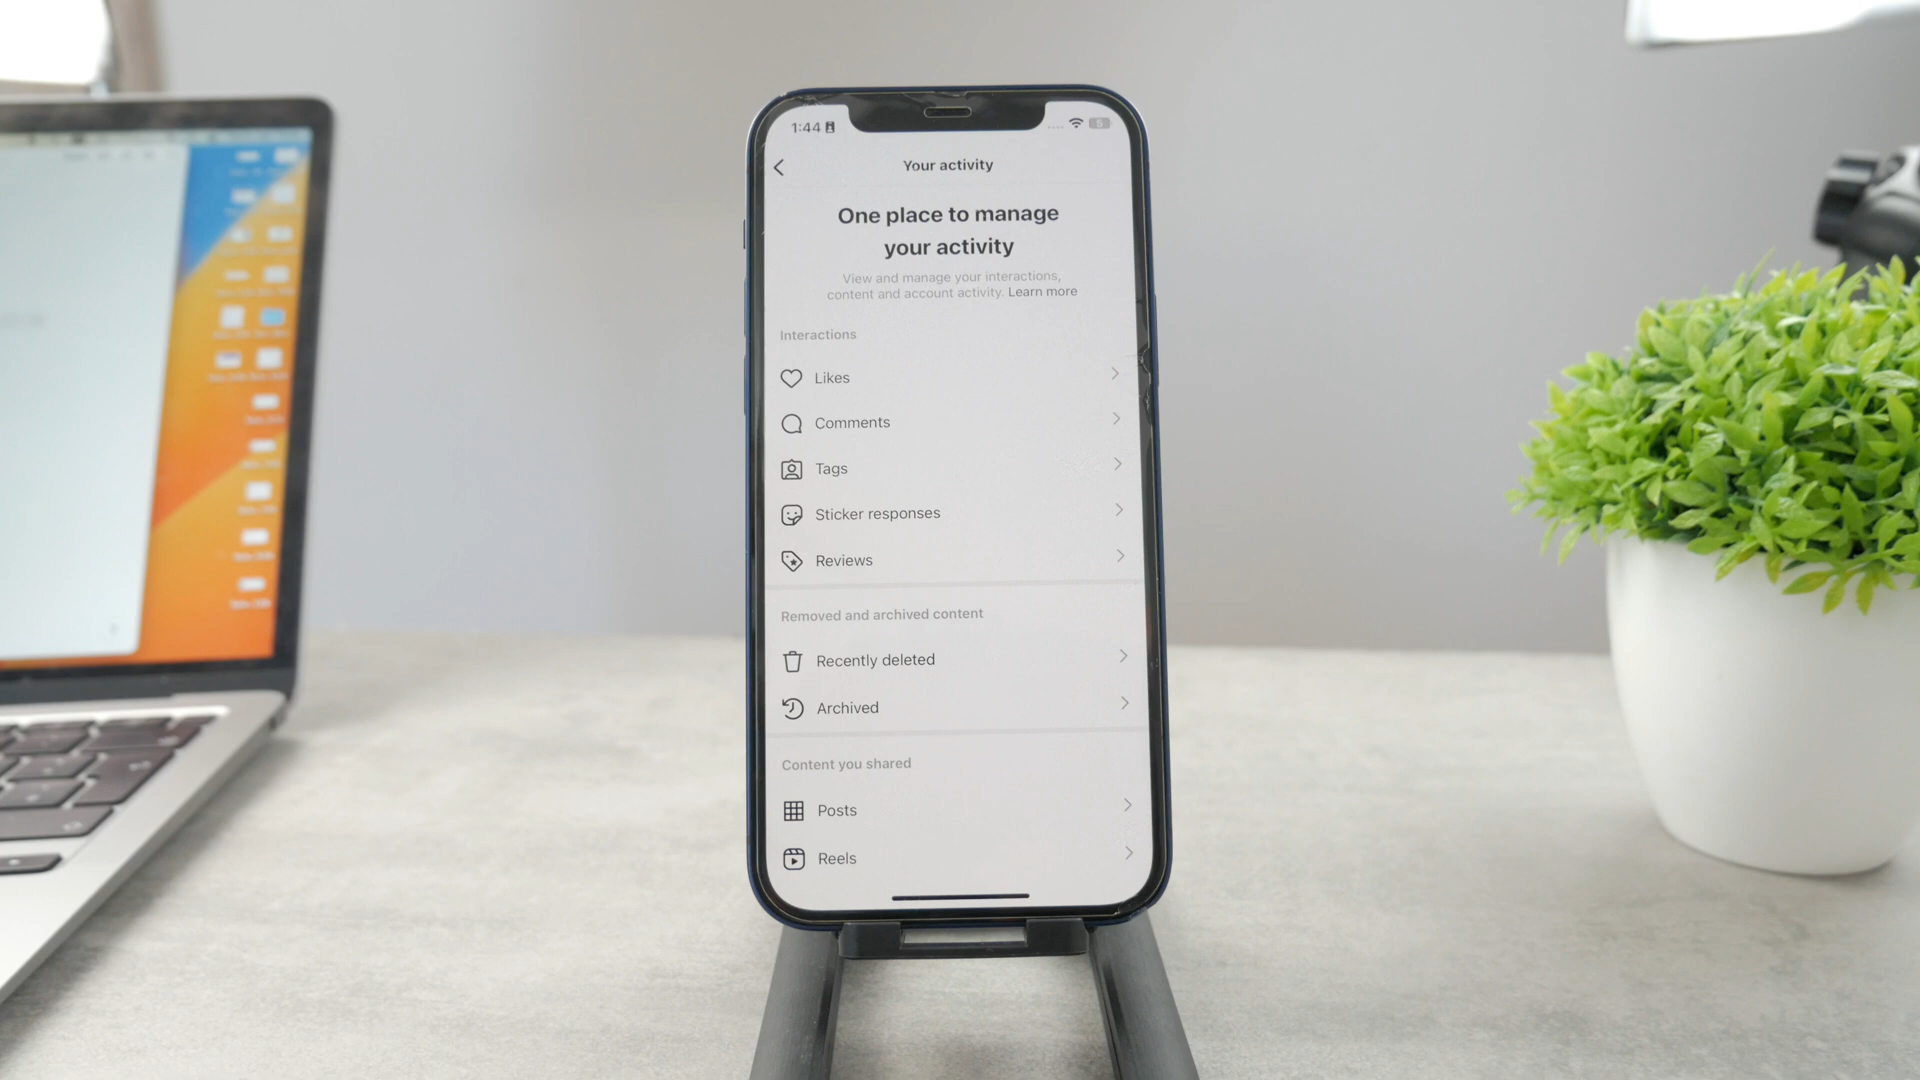 1:44
Your activity
One place to manage
your activity
View and manage your interactions,
content and account activity. Learn more
Interactions
Likes
Comments
Tags
Sticker responses
Reviews
Removed and archived content
Recently deleted
Archived
Content you shared
Posts
Reels